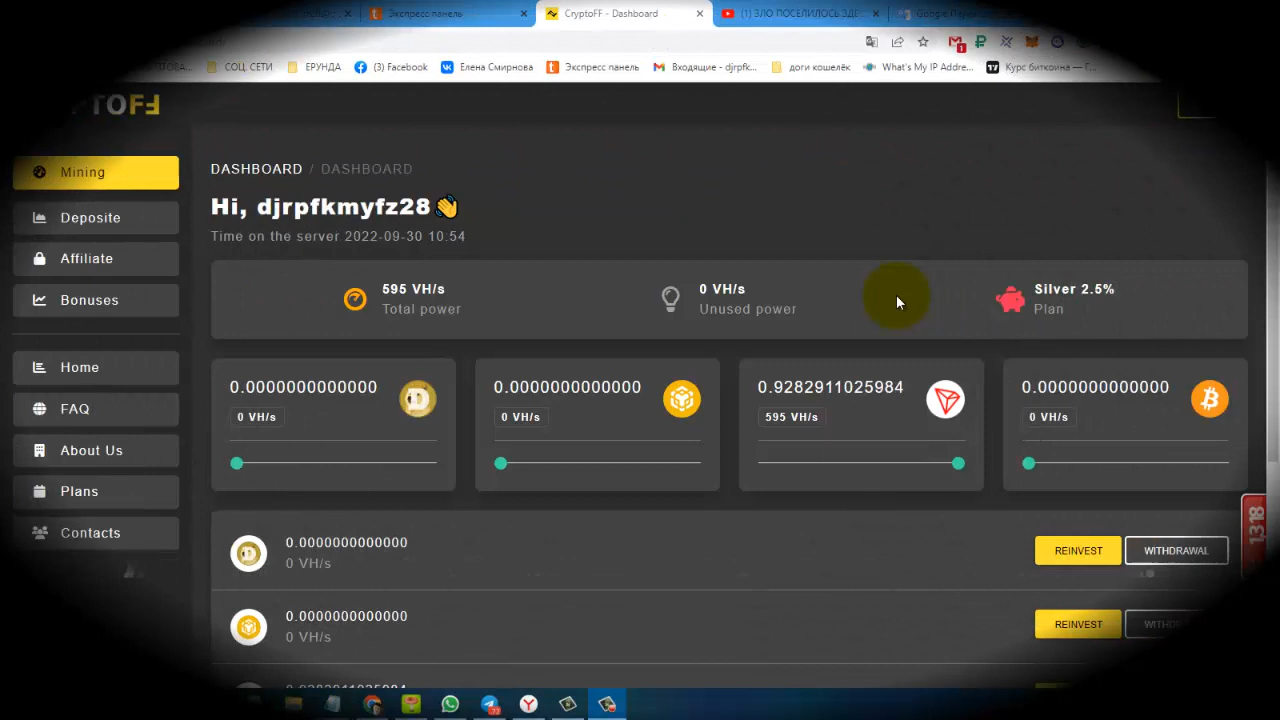 Экспресс панель
CryptoFF - Dashboard
(1) ЗЛО ПОСЕЛИЛОСЬ ЗДЕ
Google Player
СОЦ. СЕТИ
ЕРУНДА
(3) Facebook
Елена Смирнова
Экспресс панель
Входящие - djrpfk...
доги кошелёк
What's My IP Addre...
Курс биткоина — Г...
PTOFF
Mining
Deposite
Affiliate
Bonuses
Home
FAQ
About Us
Plans
Contacts
DASHBOARD / DASHBOARD
Hi, djrpfkmyfz28
Time on the server 2022-09-30 10:54
595 VH/s
Total power
0 VH/s
Unused power
Silver 2.5%
Plan
0.0000000000000
0 VH/s
0.0000000000000
0 VH/s
0.9282911025984
595 VH/s
0.0000000000000
0 VH/s
0.0000000000000
0 VH/s
REINVEST
WITHDRAWAL
0.0000000000000
0 VH/s
REINVEST
WITHD
1318